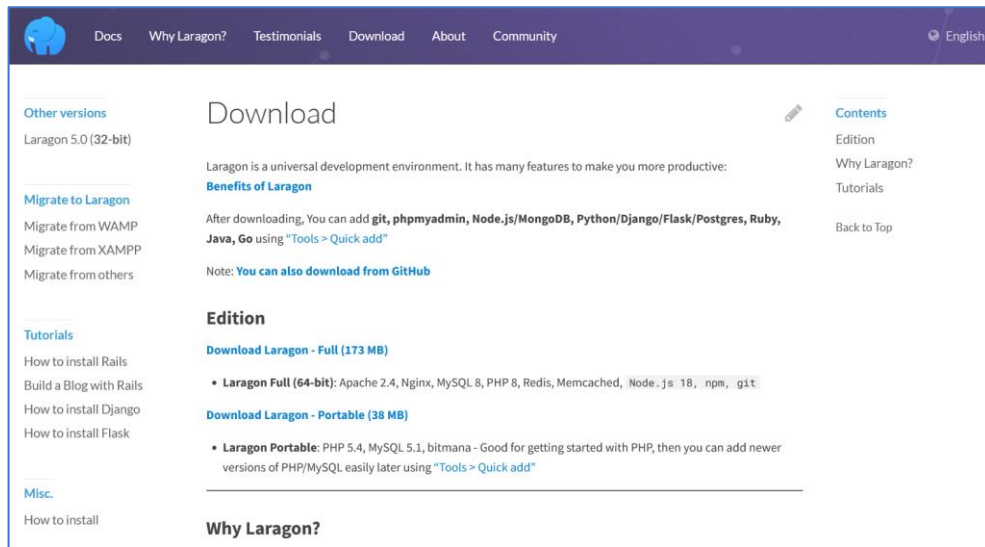 Docs Why Laragon? Testimonials Download About Community English
Other versions
Laragon 5.0 (32-bit)
Migrate to Laragon
Migrate from WAMP
Migrate from XAMPP
Migrate from others
Tutorials
How to install Rails
Build a Blog with Rails
How to install Django
How to install Flask
Misc.
How to install
Download
Laragon is a universal development environment. It has many features to make you more productive:
Benefits of Laragon
After downloading, You can add git, phpmyadmin, Node.js/MongoDB, Python/Django/Flask/Postgres, Ruby,
Java, Go using “Tools > Quick add”
Note: You can also download from GitHub
Edition
Download Laragon - Full (173 MB)
• Laragon Full (64-bit): Apache 2.4, Nginx, MySQL 8, PHP 8, Redis, Memcached, Node.js 18, npm, git
Download Laragon - Portable (38 MB)
• Laragon Portable: PHP 5.4, MySQL 5.1, bitmana - Good for getting started with PHP, then you can add newer
versions of PHP/MySQL easily later using “Tools > Quick add”
Why Laragon?
Contents
Edition
Why Laragon?
Tutorials
Back to Top